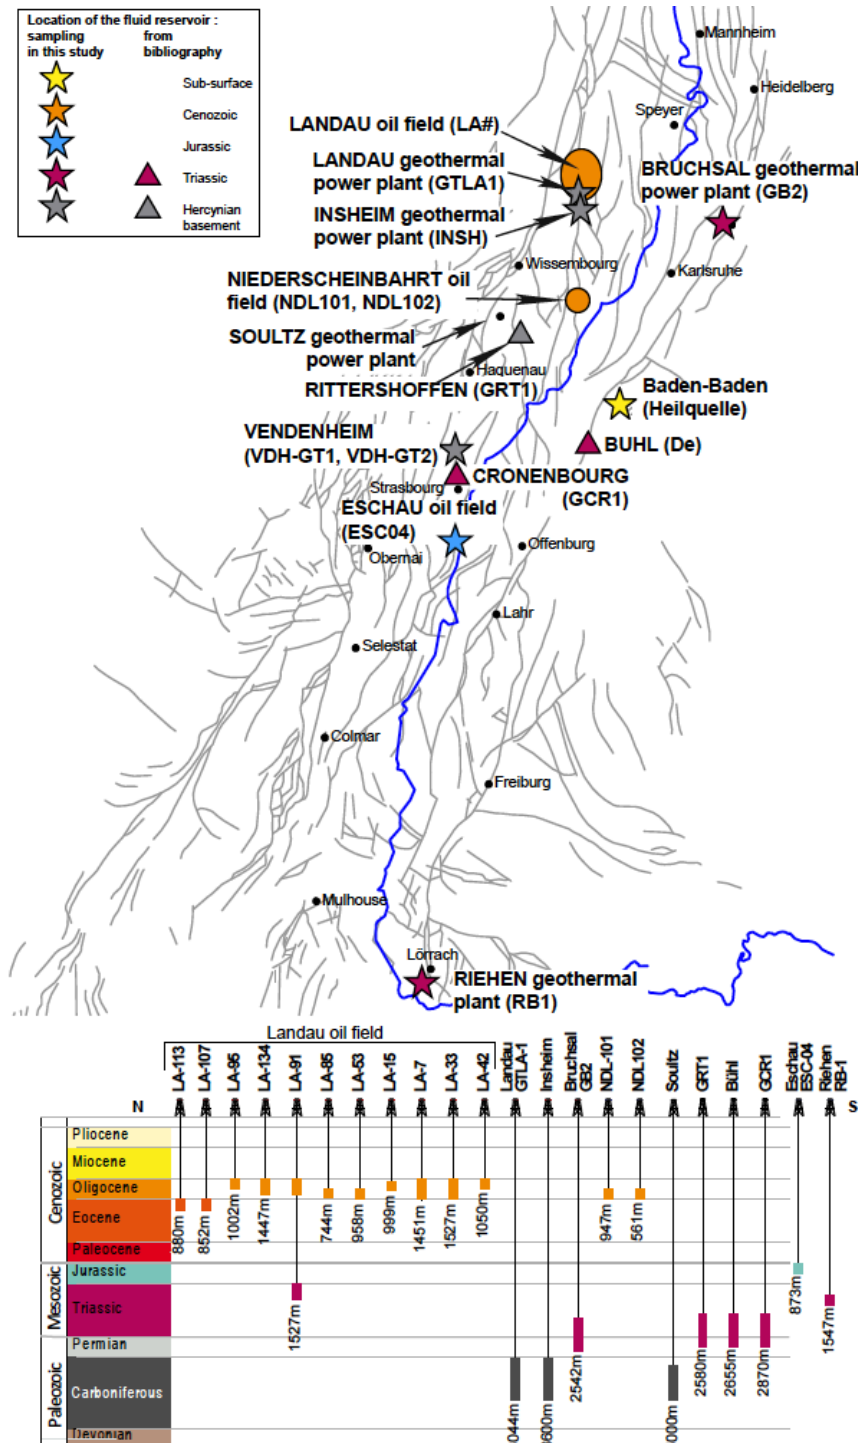 Location of the fluid reservoir :
sampling from
in this study bibliography
Sub-surface
Cenozoic
Jurassic
Triassic
Hercynian
basement
Mannheim
Heidelberg
Speyer
LANDAU oil field (LA#)
LANDAU geothermal
power plant (GTLA1)
BRUCHSAL geothermal
power plant (GB2)
INSHEIM geothermal
power plant (INSH)
Wissembourg
Karlsruhe
NIEDERSCHEINBAHRT oil
field (NDL101, NDL102)
SOULTZ geothermal
power plant
Haquenau
RITTERSHOFFEN (GRT1)
Baden-Baden
(Heilquelle)
VENDENHEIM
(VDH-GT1, VDH-GT2)
BUHL (De)
CRONENBOURG
(GCR1)
Strasbourg
ESCHAU oil field
(ESC04)
Offenburg
Obernai
Lahr
Selestat
Colmar
Freiburg
Mulhouse
Lörrach
RIEHEN geothermal
plant (RB1)
Landau oil field
LA-113
LA-107
LA-95
LA-134
LA-91
LA-85
LA-53
LA-15
LA-7
LA-33
LA-42
Landau
GTLA-1
Insheim
Bruchsal
GB2
NDL-101
NDL102
Soultz
GRT1
Bühl
GCR1
Eschau
ESC-04
Riehen
RB-1
N
S
Cenozoic
Pliocene
Miocene
Oligocene
Eocene
Paleocene
Mesozoic
Jurassic
Triassic
Paleozoic
Permian
Carboniferous
Devonian
880m
852m
1002m
1447m
1527m
744m
958m
999m
1451m
1527m
1050m
044m
600m
2542m
947m
561m
000m
2580m
2655m
2870m
873m
1547m